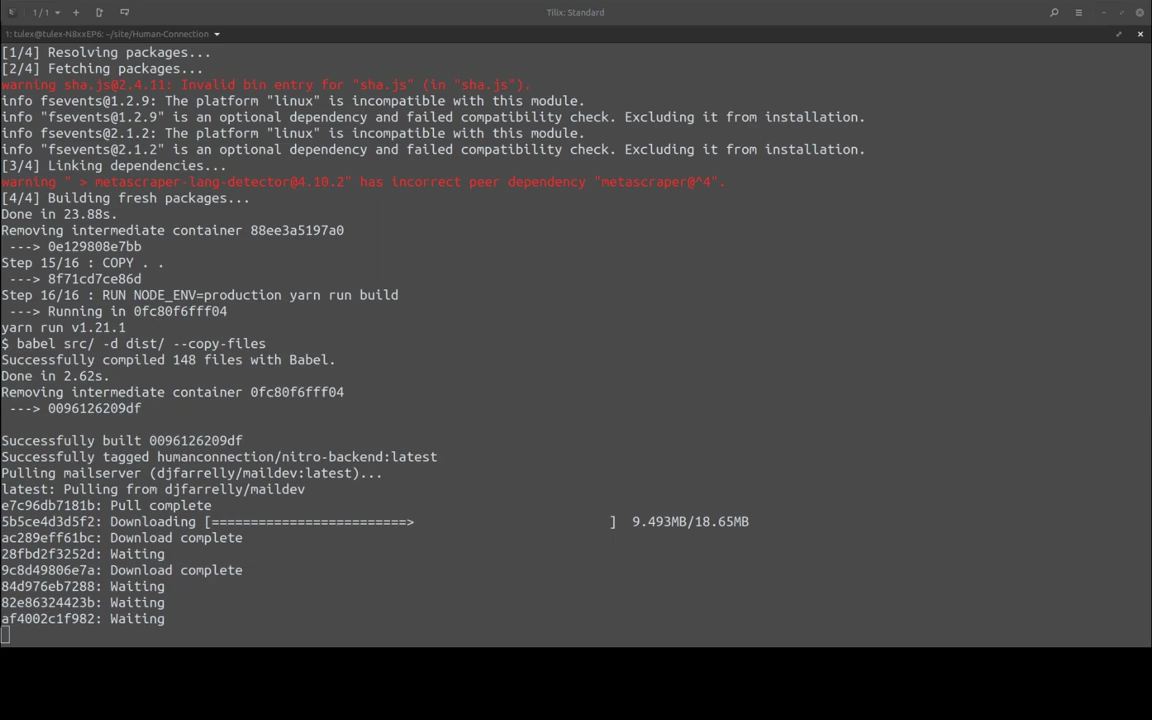 1 / 1
Tilix: Standard
1: tulex@tulex-N8xxEP6: ~/site/Human-Connection
[1/4] Resolving packages...
[2/4] Fetching packages...
warning sha.js@2.4.11: Invalid bin entry for "sha.js" (in "sha.js").
info fsevents@1.2.9: The platform "linux" is incompatible with this module.
info "fsevents@1.2.9" is an optional dependency and failed compatibility check. Excluding it from installation.
info fsevents@2.1.2: The platform "linux" is incompatible with this module.
info "fsevents@2.1.2" is an optional dependency and failed compatibility check. Excluding it from installation.
[3/4] Linking dependencies...
warning " > metascraper-lang-detector@4.10.2" has incorrect peer dependency "metascraper@^4".
[4/4] Building fresh packages...
Done in 23.88s.
Removing intermediate container 88ee3a5197a0
 ---> 0e129808e7bb
Step 15/16 : COPY . .
 ---> 8f71cd7ce86d
Step 16/16 : RUN NODE_ENV=production yarn run build
 ---> Running in 0fc80f6fff04
yarn run v1.21.1
$ babel src/ -d dist/ --copy-files
Successfully compiled 148 files with Babel.
Done in 2.62s.
Removing intermediate container 0fc80f6fff04
 ---> 0096126209df
Successfully built 0096126209df
Successfully tagged humanconnection/nitro-backend:latest
Pulling mailserver (djfarrelly/maildev:latest)...
latest: Pulling from djfarrelly/maildev
e7c96db7181b: Pull complete
5b5ce4d3d5f2: Downloading [=========================>                         ]  9.493MB/18.65MB
ac289eff61bc: Download complete
28fbd2f3252d: Waiting
9c8d49806e7a: Download complete
84d976eb7288: Waiting
82e86324423b: Waiting
af4002c1f982: Waiting